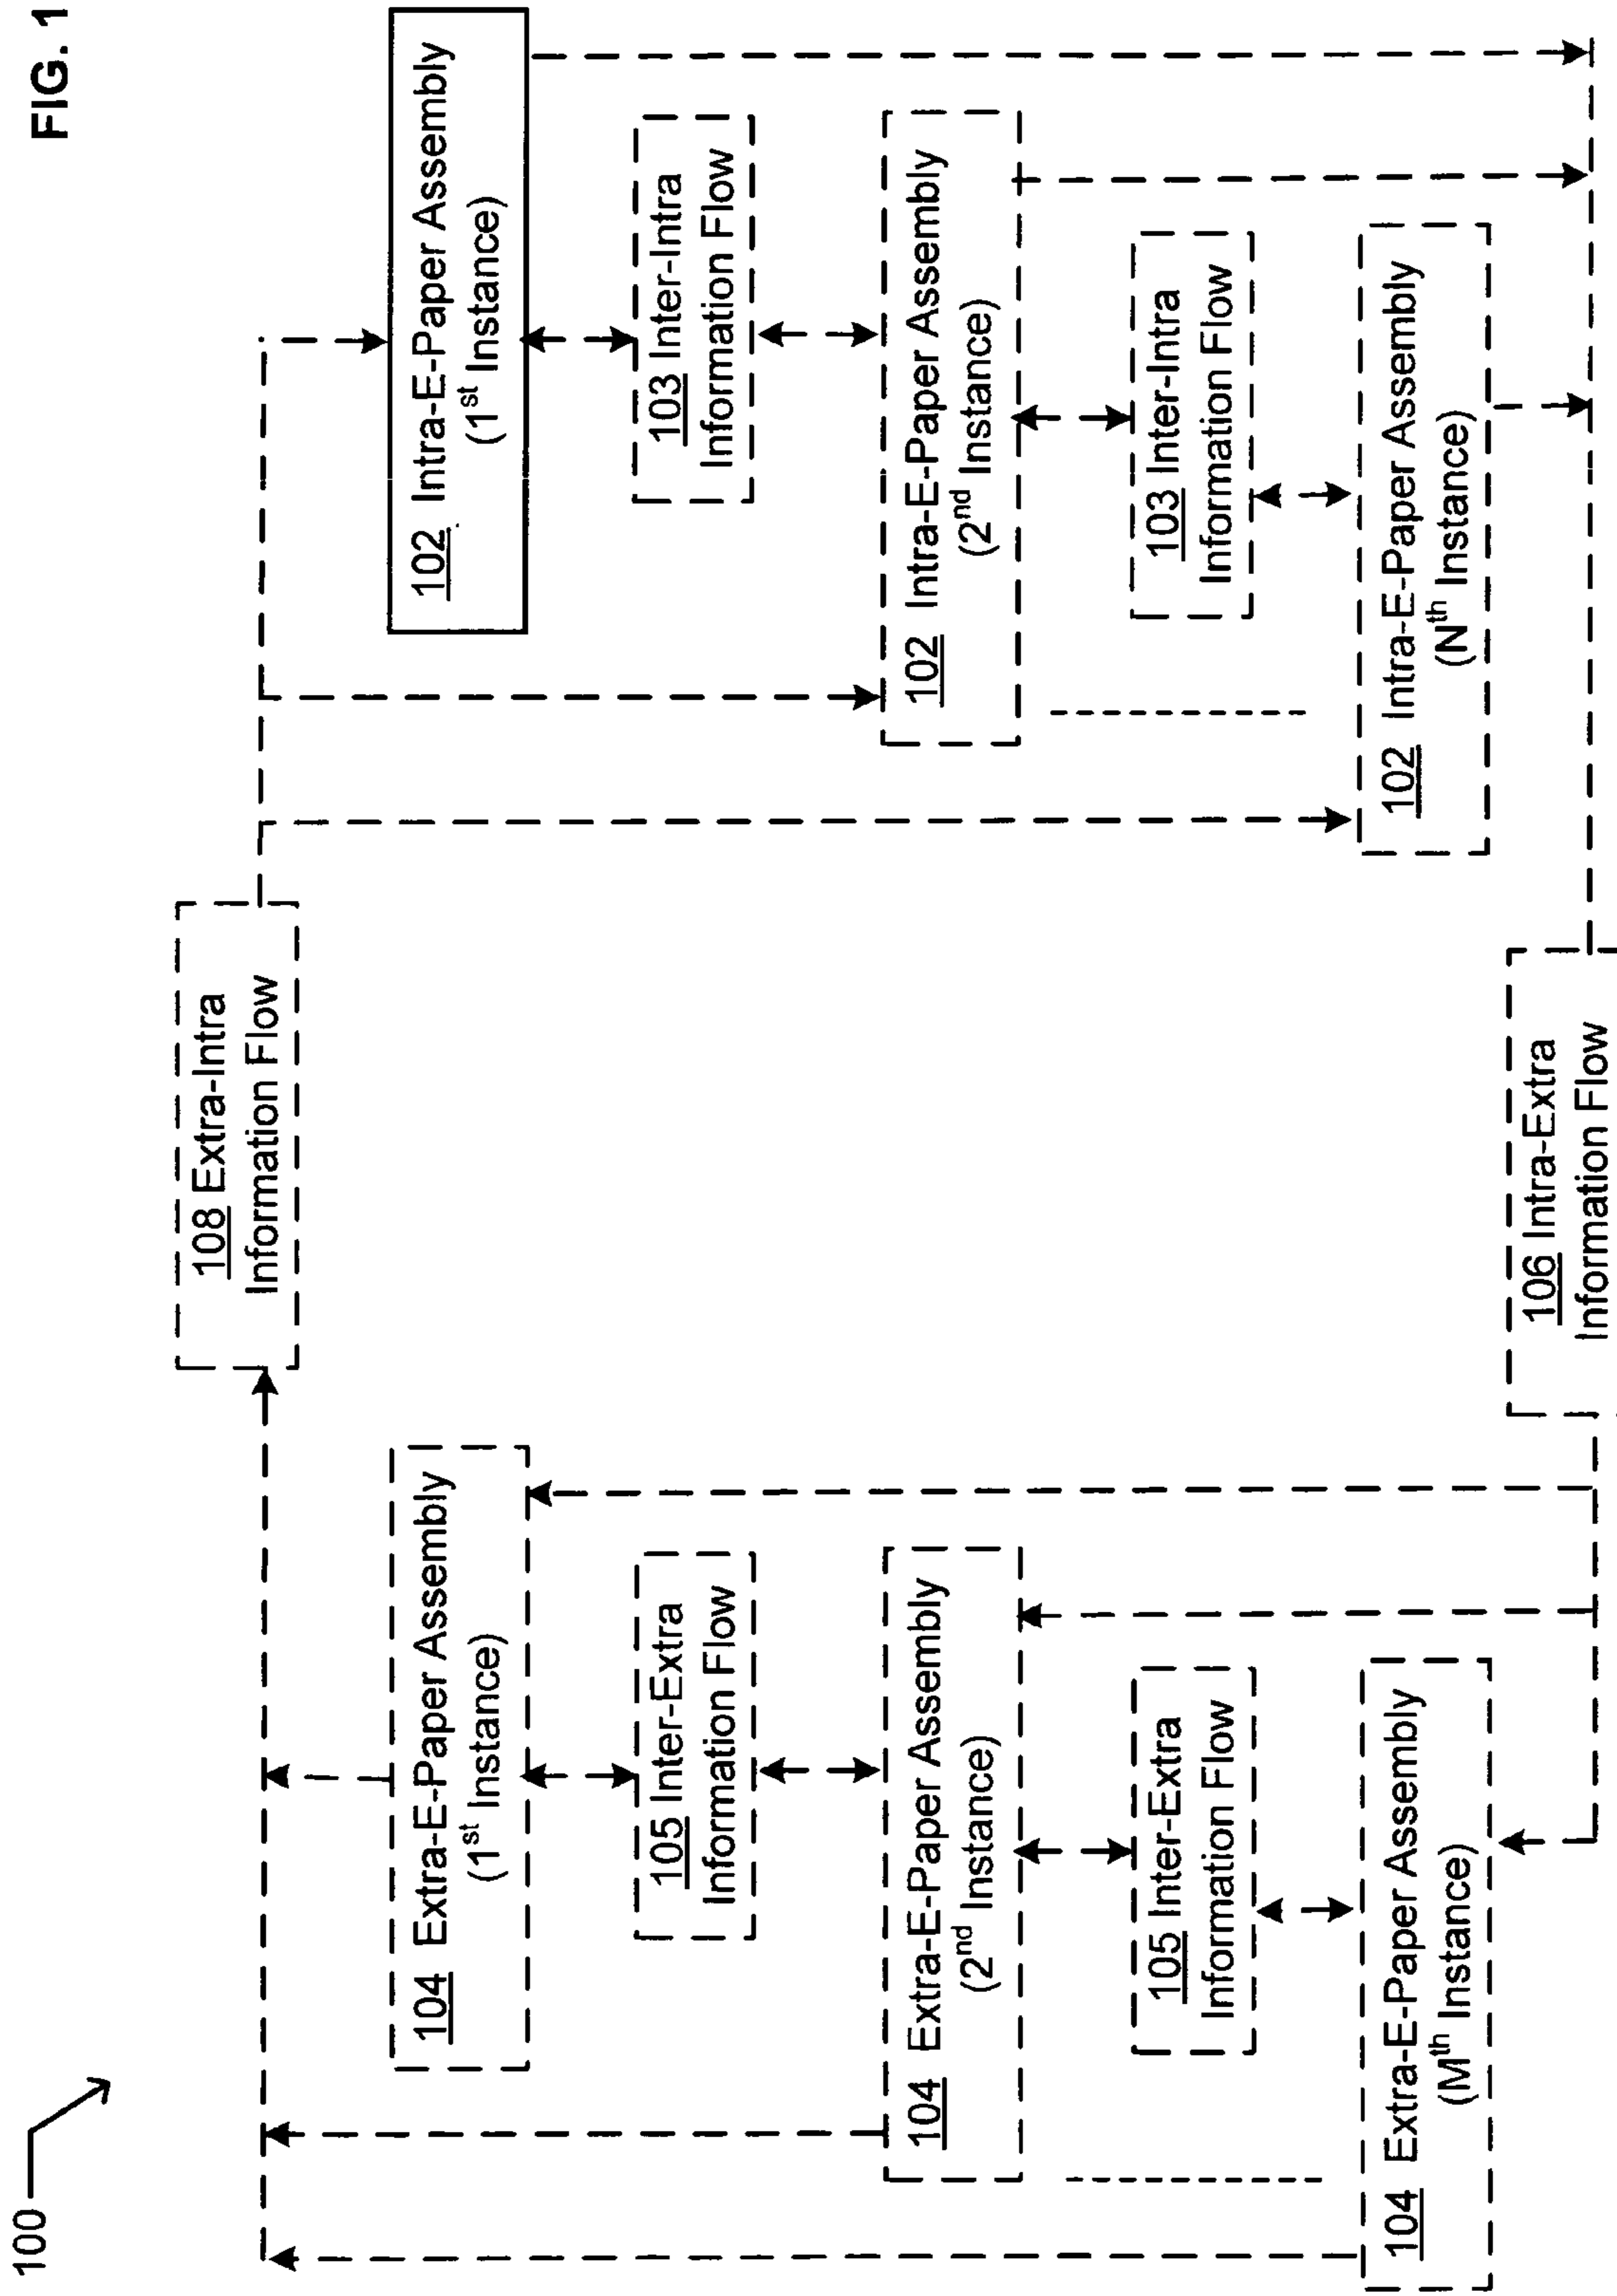 FIG. 1
100
108 Extra-Intra
Information Flow
104 Extra-E-Paper Assembly
(1st Instance)
102 Intra-E-Paper Assembly
(1st Instance)
105 Inter-Extra
Information Flow
103 Inter-Intra
Information Flow
104 Extra-E-Paper Assembly
(2nd Instance)
102 Intra-E-Paper Assembly
(2nd Instance)
105 Inter-Extra
Information Flow
103 Inter-Intra
Information Flow
104 Extra-E-Paper Assembly
(Mth Instance)
102 Intra-E-Paper Assembly
(Nth Instance)
106 Intra-Extra
Information Flow